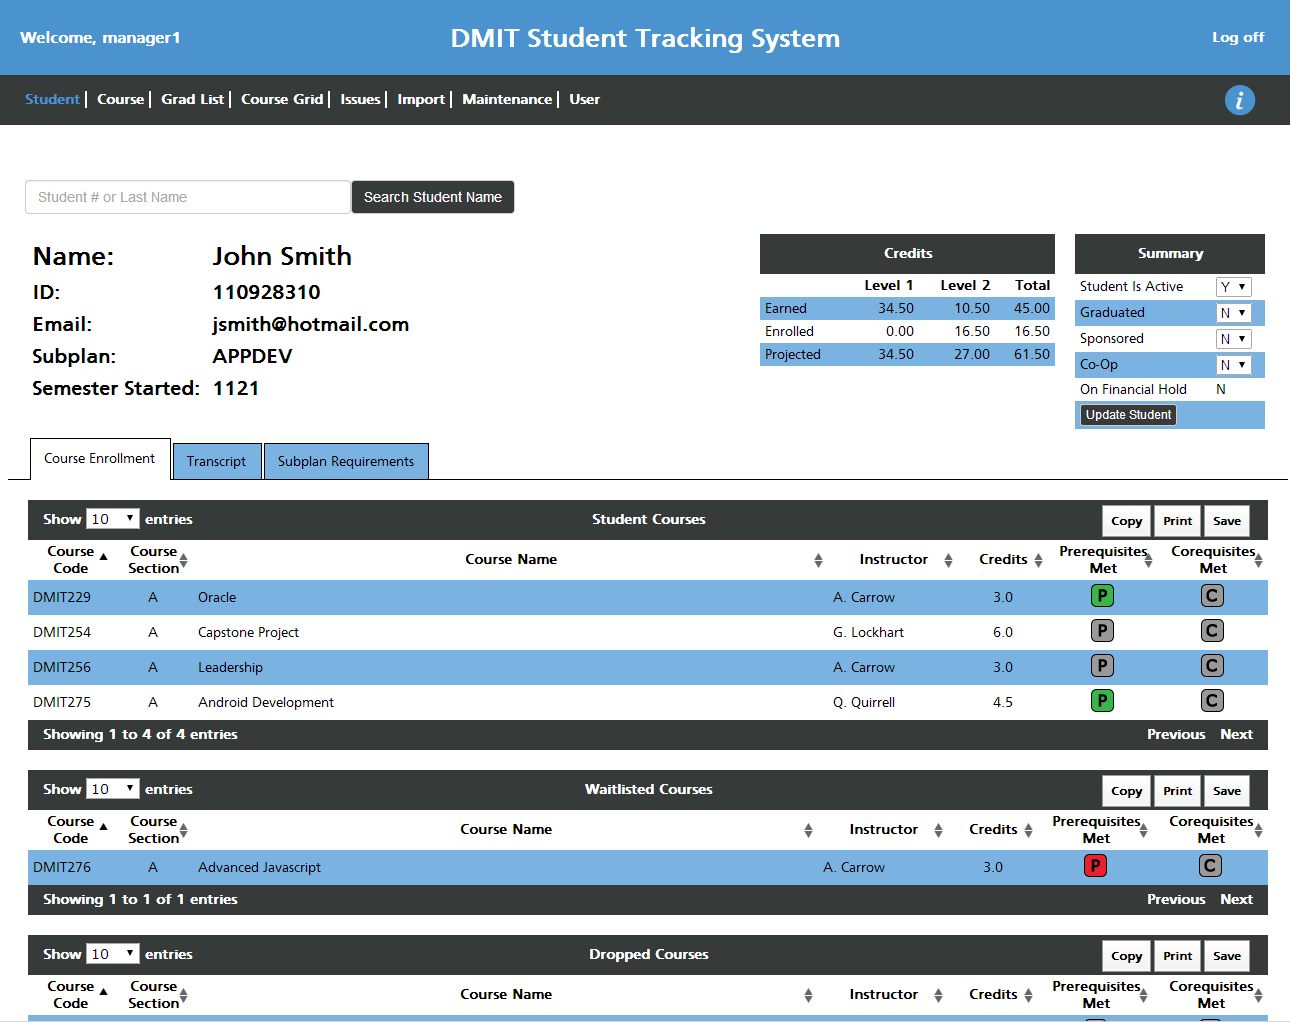 Welcome, manager1
DMIT Student Tracking System
Log off
Student | Course | Grad List | Course Grid | Issues | Import | Maintenance | User
i
Student # or Last Name
Search Student Name
Name: John Smith
ID: 110928310
Email: jsmith@hotmail.com
Subplan: APPDEV
Semester Started: 1121
Credits
Level 1 Level 2 Total
Earned 34.50 10.50 45.00
Enrolled 0.00 16.50 16.50
Projected 34.50 27.00 61.50
Summary
Student Is Active Y
Graduated N
Sponsored N
Co-Op N
On Financial Hold N
Update Student
Course Enrollment Transcript Subplan Requirements
Show 10 entries Student Courses Copy Print Save
Course Code Course Section Course Name Instructor Credits Prerequisites Met Corequisites Met
DMIT229 A Oracle A. Carrow 3.0 P C
DMIT254 A Capstone Project G. Lockhart 6.0 P C
DMIT256 A Leadership A. Carrow 3.0 P C
DMIT275 A Android Development Q. Quirrell 4.5 P C
Showing 1 to 4 of 4 entries Previous Next
Show 10 entries Waitlisted Courses Copy Print Save
Course Code Course Section Course Name Instructor Credits Prerequisites Met Corequisites Met
DMIT276 A Advanced Javascript A. Carrow 3.0 P C
Showing 1 to 1 of 1 entries Previous Next
Show 10 entries Dropped Courses Copy Print Save
Course Code Course Section Course Name Instructor Credits Prerequisites Met Corequisites Met